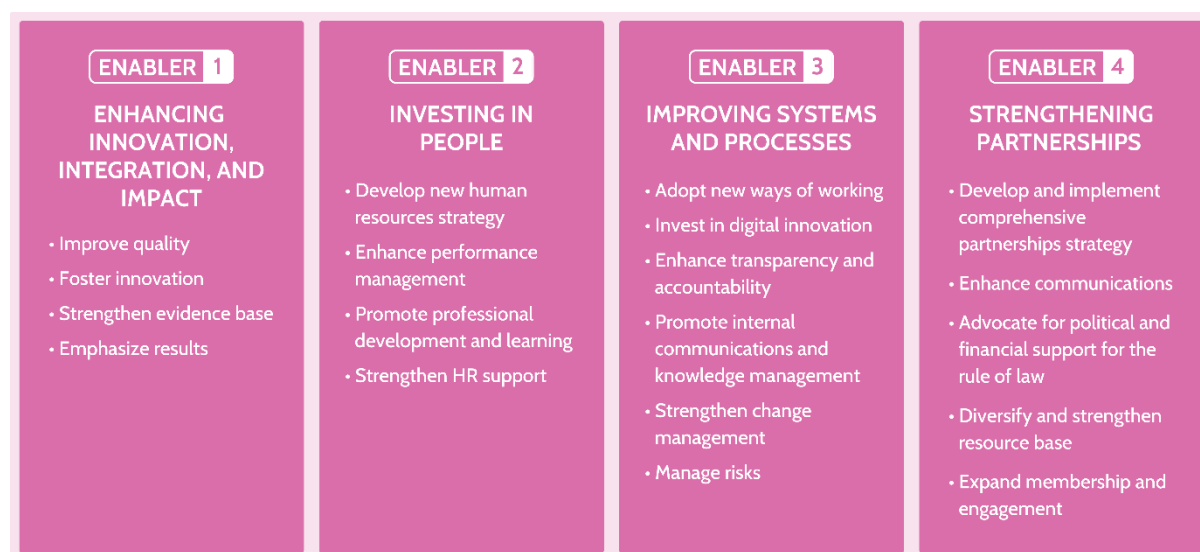 ENABLER 1
ENHANCING
INNOVATION,
INTEGRATION, AND
IMPACT
• Improve quality
• Foster innovation
• Strengthen evidence base
• Emphasize results
ENABLER 2
INVESTING IN
PEOPLE
• Develop new human
resources strategy
• Enhance performance
management
• Promote professional
development and learning
• Strengthen HR support
ENABLER 3
IMPROVING SYSTEMS
AND PROCESSES
• Adopt new ways of working
• Invest in digital innovation
• Enhance transparency and
accountability
• Promote internal
communications and
knowledge management
• Strengthen change
management
• Manage risks
ENABLER 4
STRENGTHENING
PARTNERSHIPS
• Develop and implement
comprehensive
partnerships strategy
• Enhance communications
• Advocate for political and
financial support for the
rule of law
• Diversify and strengthen
resource base
• Expand membership and
engagement